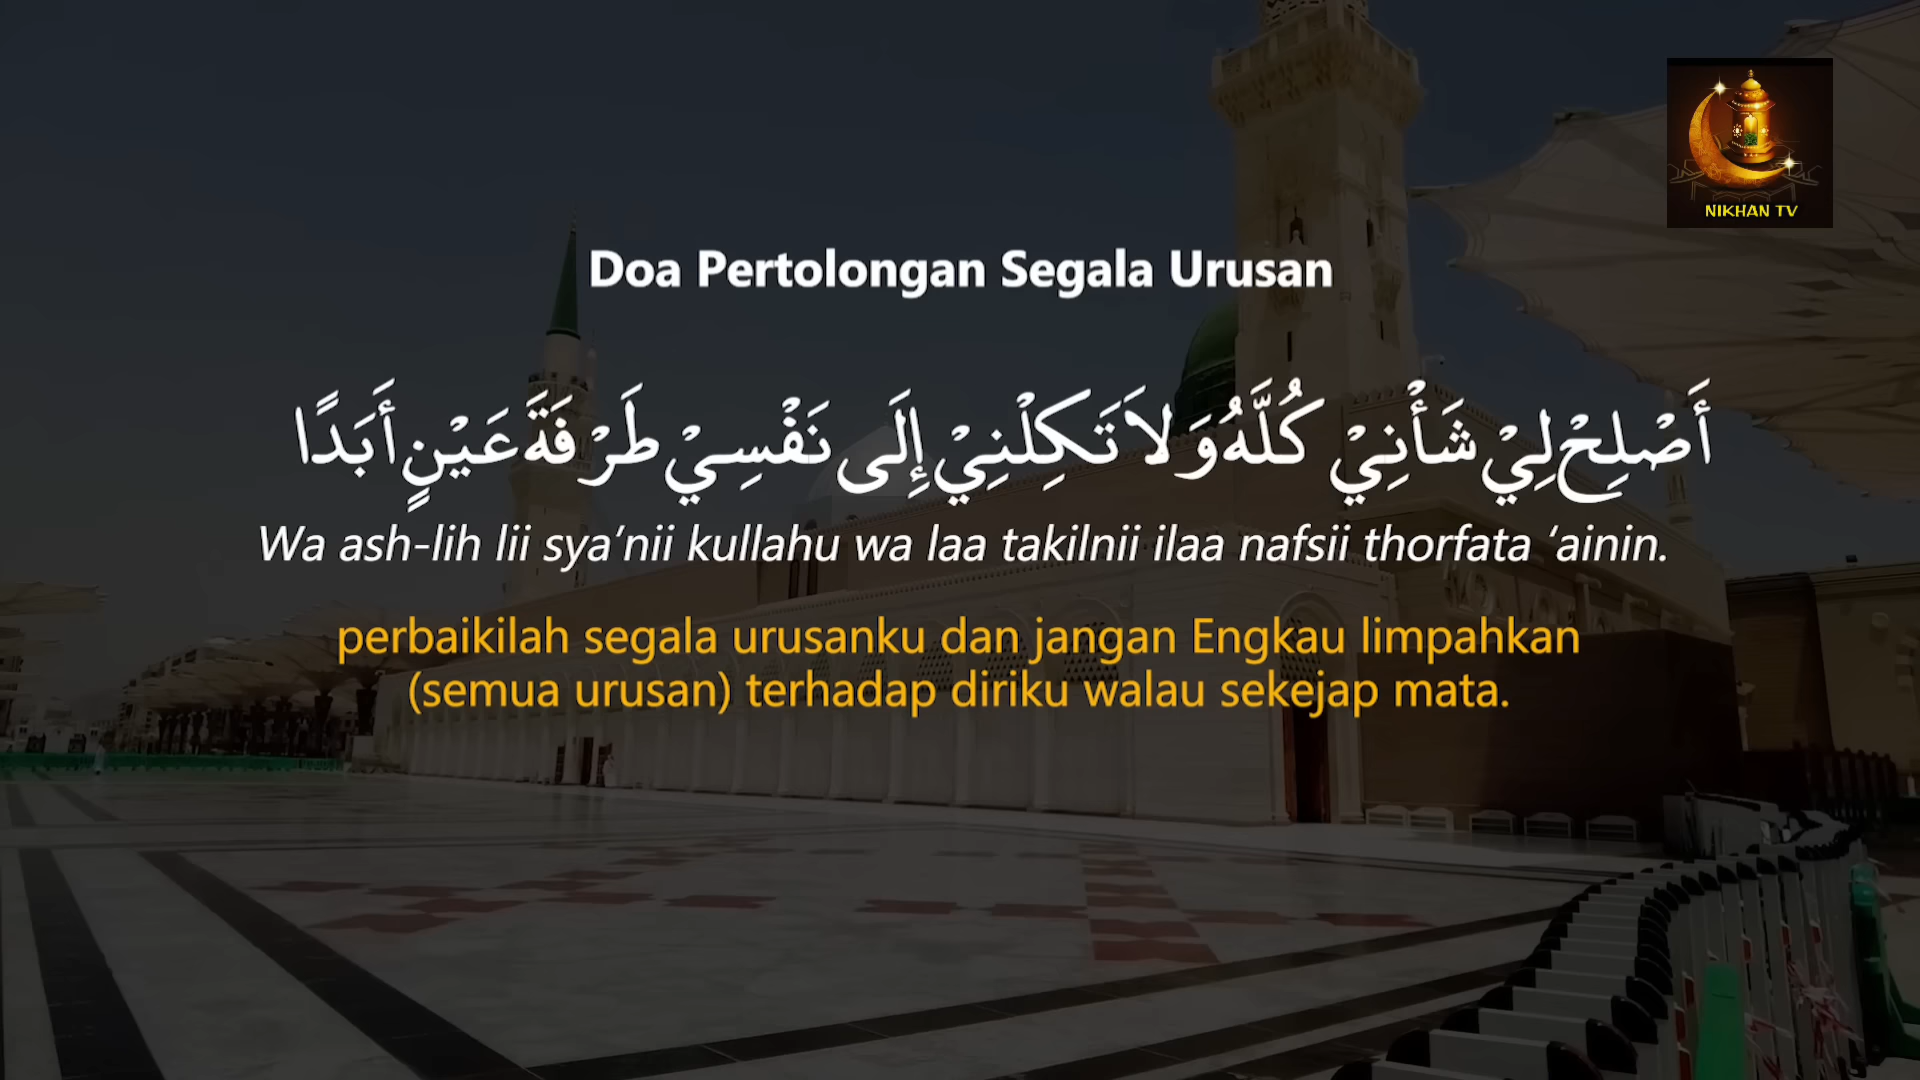 NIKHAN TV
Doa Pertolongan Segala Urusan
أَصْلِحْ لِيْ شَأْنِيْ كُلَّهُ وَلاَ تَكِلْنِيْ إِلَى نَفْسِيْ طَرْفَةَ عَيْنٍ أَبَدًا
Wa ash-lih lii sya’nii kullahu wa laa takilnii ilaa nafsii thorfata ‘ainin.
perbaikilah segala urusanku dan jangan Engkau limpahkan
(semua urusan) terhadap diriku walau sekejap mata.